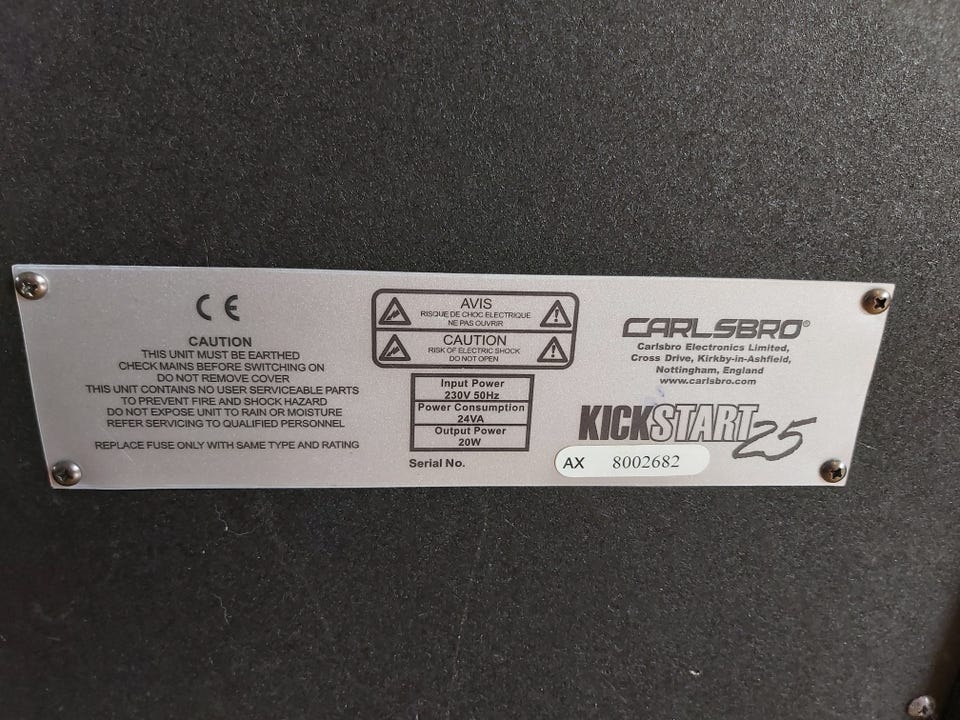 CE
CAUTION
THIS UNIT MUST BE EARTHED
CHECK MAINS BEFORE SWITCHING ON
DO NOT REMOVE COVER
THIS UNIT CONTAINS NO USER SERVICEABLE PARTS
TO PREVENT FIRE AND SHOCK HAZARD
DO NOT EXPOSE UNIT TO RAIN OR MOISTURE
REFER SERVICING TO QUALIFIED PERSONNEL
REPLACE FUSE ONLY WITH SAME TYPE AND RATING
AVIS
RISQUE DE CHOC ELECTRIQUE
NE PAS OUVRIR
CAUTION
RISK OF ELECTRIC SHOCK
DO NOT OPEN
Input Power
230V 50Hz
Power Consumption
24VA
Output Power
20W
Serial No.
CARLSBRO®
Carlsbro Electronics Limited,
Cross Drive, Kirkby-in-Ashfield,
Nottingham, England
www.carlsbro.com
KICKSTART 25
AX 8002682